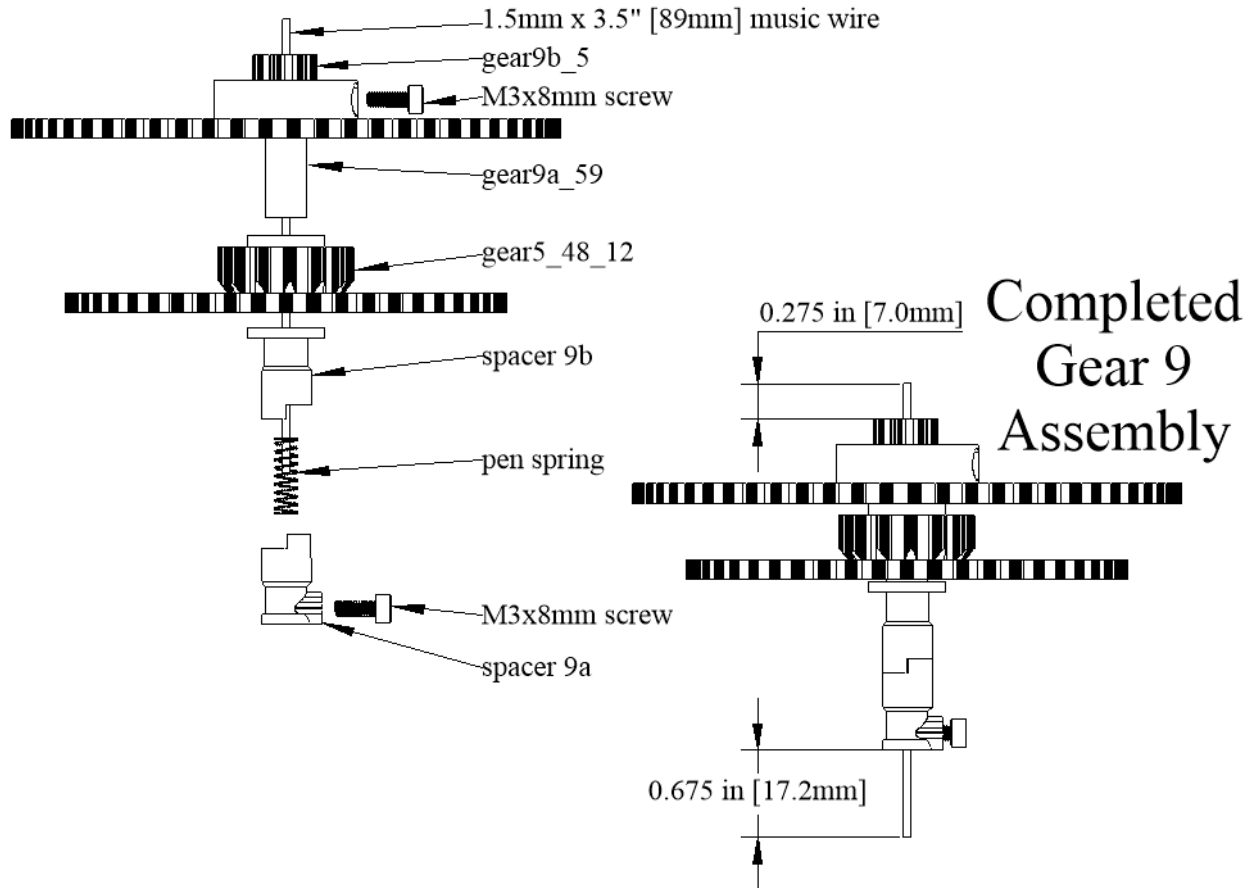 1.5mm x 3.5" [89mm] music wire
gear9b_5
M3x8mm screw
gear9a_59
gear5_48_12
spacer 9b
pen spring
M3x8mm screw
spacer 9a
0.275 in [7.0mm]
Completed
Gear 9
Assembly
0.675 in [17.2mm]